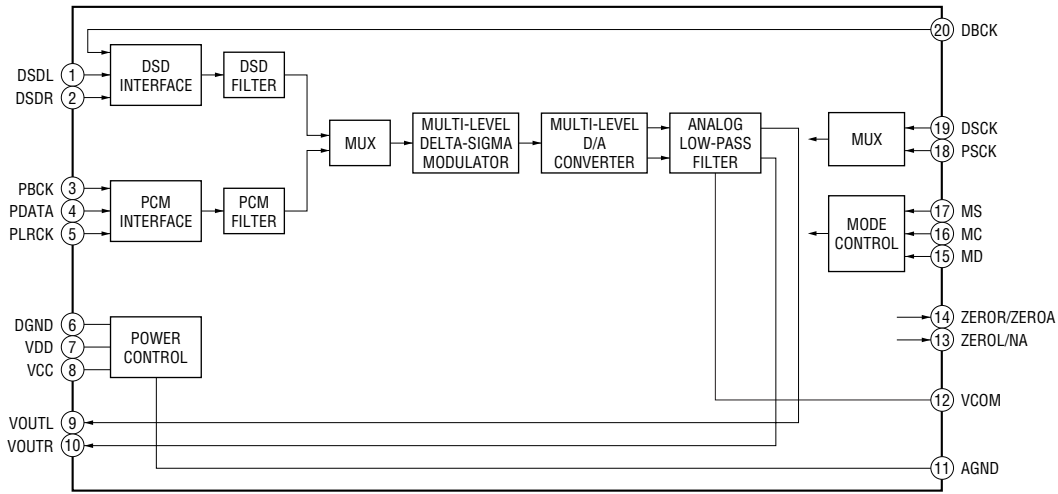 20 DBCK
DSDL 1
DSDR 2
DSD
INTERFACE
DSD
FILTER
MUX
MULTI-LEVEL
DELTA-SIGMA
MODULATOR
MULTI-LEVEL
D/A
CONVERTER
ANALOG
LOW-PASS
FILTER
MUX
19 DSCK
18 PSCK
PBCK 3
PDATA 4
PLRCK 5
PCM
INTERFACE
PCM
FILTER
MODE
CONTROL
17 MS
16 MC
15 MD
DGND 6
VDD 7
VCC 8
POWER
CONTROL
14 ZEROR/ZEROA
13 ZEROL/NA
12 VCOM
VOUTL 9
VOUTR 10
11 AGND